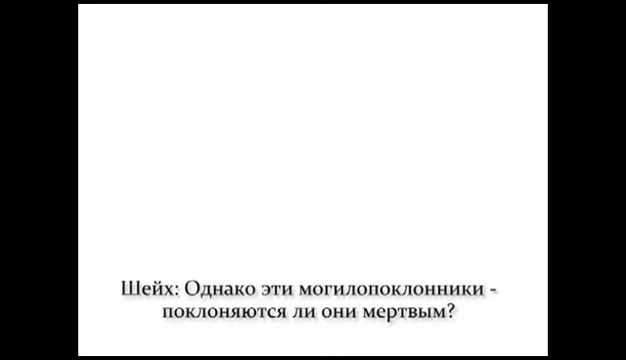 Шейх: Однако эти могилопоклонники -
поклоняются ли они мертвым?